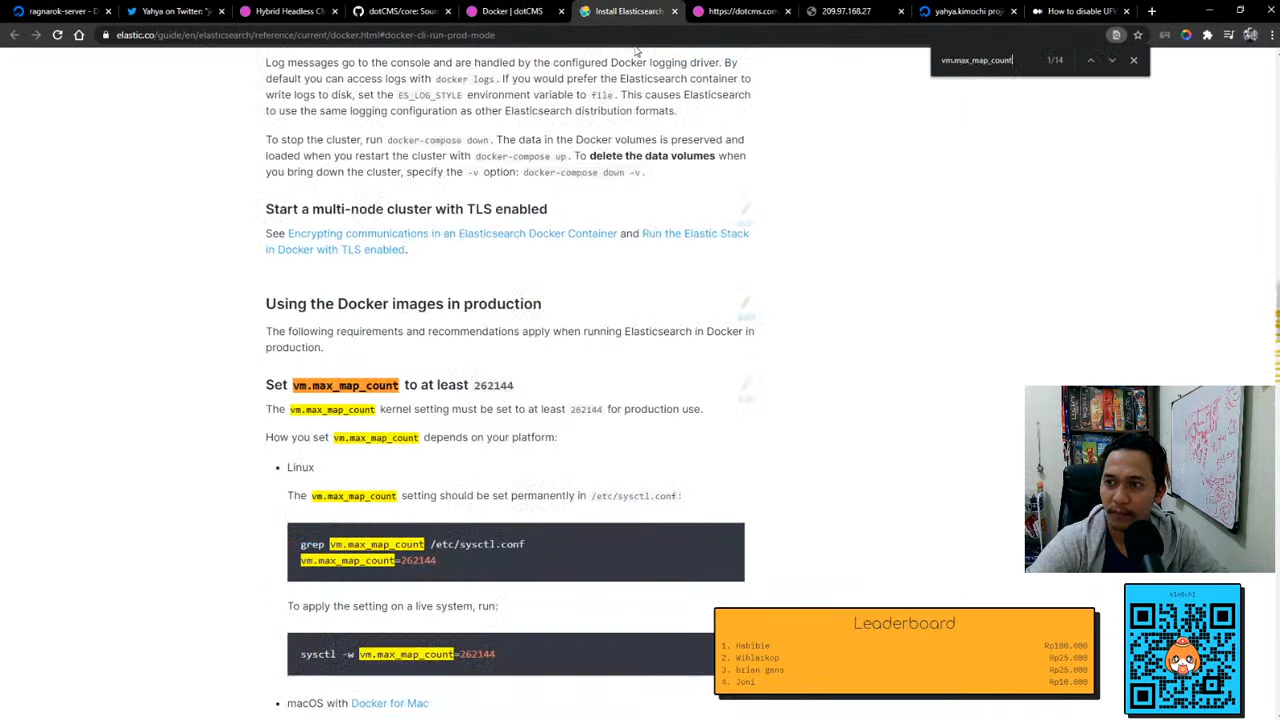 ragnarok-server - D
Yahya on Twitter: "
Hybrid Headless C
dotCMS/core: Sour
Docker | dotCMS
Install Elasticsearch
https://dotcms.com
209.97.168.27
yahya.kimochi proj
How to disable UFW
elastic.co/guide/en/elasticsearch/reference/current/docker.html#docker-cli-run-prod-mode
vm.max_map_count
1/14
Log messages go to the console and are handled by the configured Docker logging driver. By
default you can access logs with docker logs. If you would prefer the Elasticsearch container to
write logs to disk, set the ES_LOG_STYLE environment variable to file. This causes Elasticsearch
to use the same logging configuration as other Elasticsearch distribution formats.
To stop the cluster, run docker-compose down. The data in the Docker volumes is preserved and
loaded when you restart the cluster with docker-compose up. To delete the data volumes when
you bring down the cluster, specify the -v option: docker-compose down -v.
Start a multi-node cluster with TLS enabled
See Encrypting communications in an Elasticsearch Docker Container and Run the Elastic Stack
in Docker with TLS enabled.
Using the Docker images in production
The following requirements and recommendations apply when running Elasticsearch in Docker in
production.
Set vm.max_map_count to at least 262144
The vm.max_map_count kernel setting must be set to at least 262144 for production use.
How you set vm.max_map_count depends on your platform:
• Linux
The vm.max_map_count setting should be set permanently in /etc/sysctl.conf:
grep vm.max_map_count /etc/sysctl.conf
vm.max_map_count=262144
To apply the setting on a live system, run:
sysctl -w vm.max_map_count=262144
• macOS with Docker for Mac
Leaderboard
1. Habibie Rp100.000
2. Wihlarkop Rp25.000
3. brian gans Rp25.000
4. Joni Rp10.000
k1m0ch1